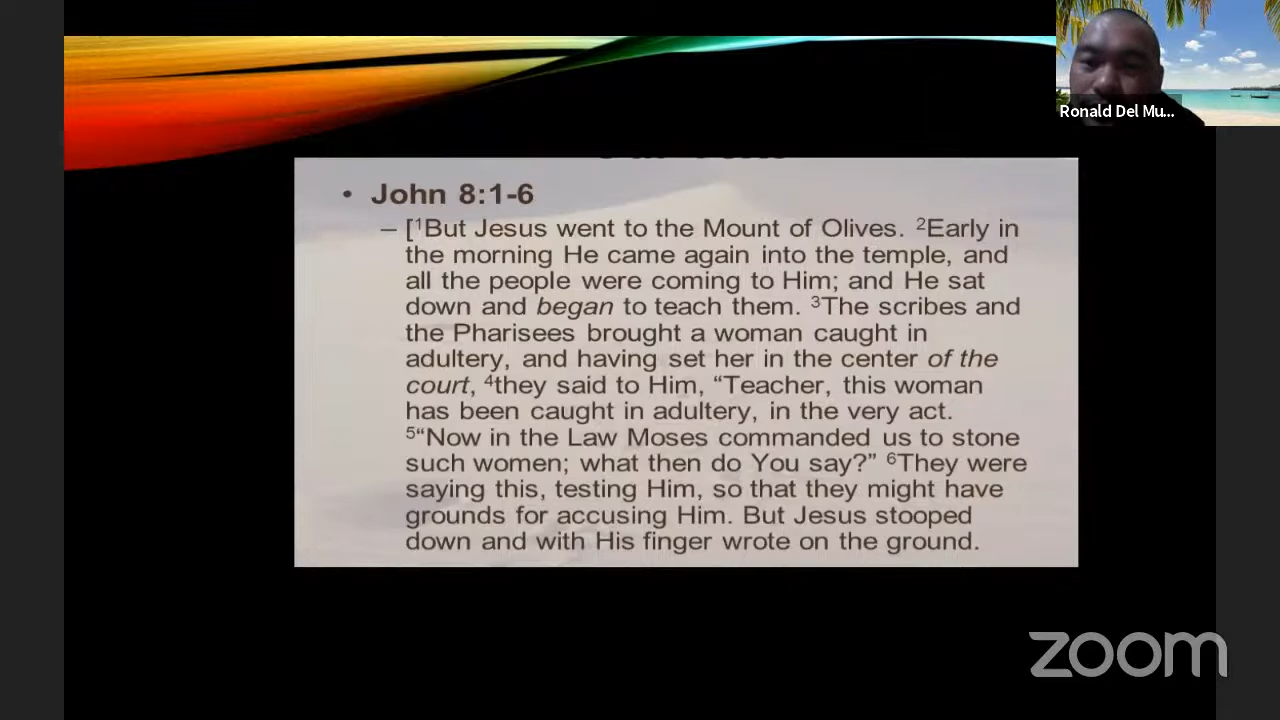 Ronald Del Mu...
• John 8:1-6
– [¹But Jesus went to the Mount of Olives. ²Early in
the morning He came again into the temple, and
all the people were coming to Him; and He sat
down and began to teach them. ³The scribes and
the Pharisees brought a woman caught in
adultery, and having set her in the center of the
court, ⁴they said to Him, “Teacher, this woman
has been caught in adultery, in the very act.
⁵“Now in the Law Moses commanded us to stone
such women; what then do You say?” ⁶They were
saying this, testing Him, so that they might have
grounds for accusing Him. But Jesus stooped
down and with His finger wrote on the ground.
zoom